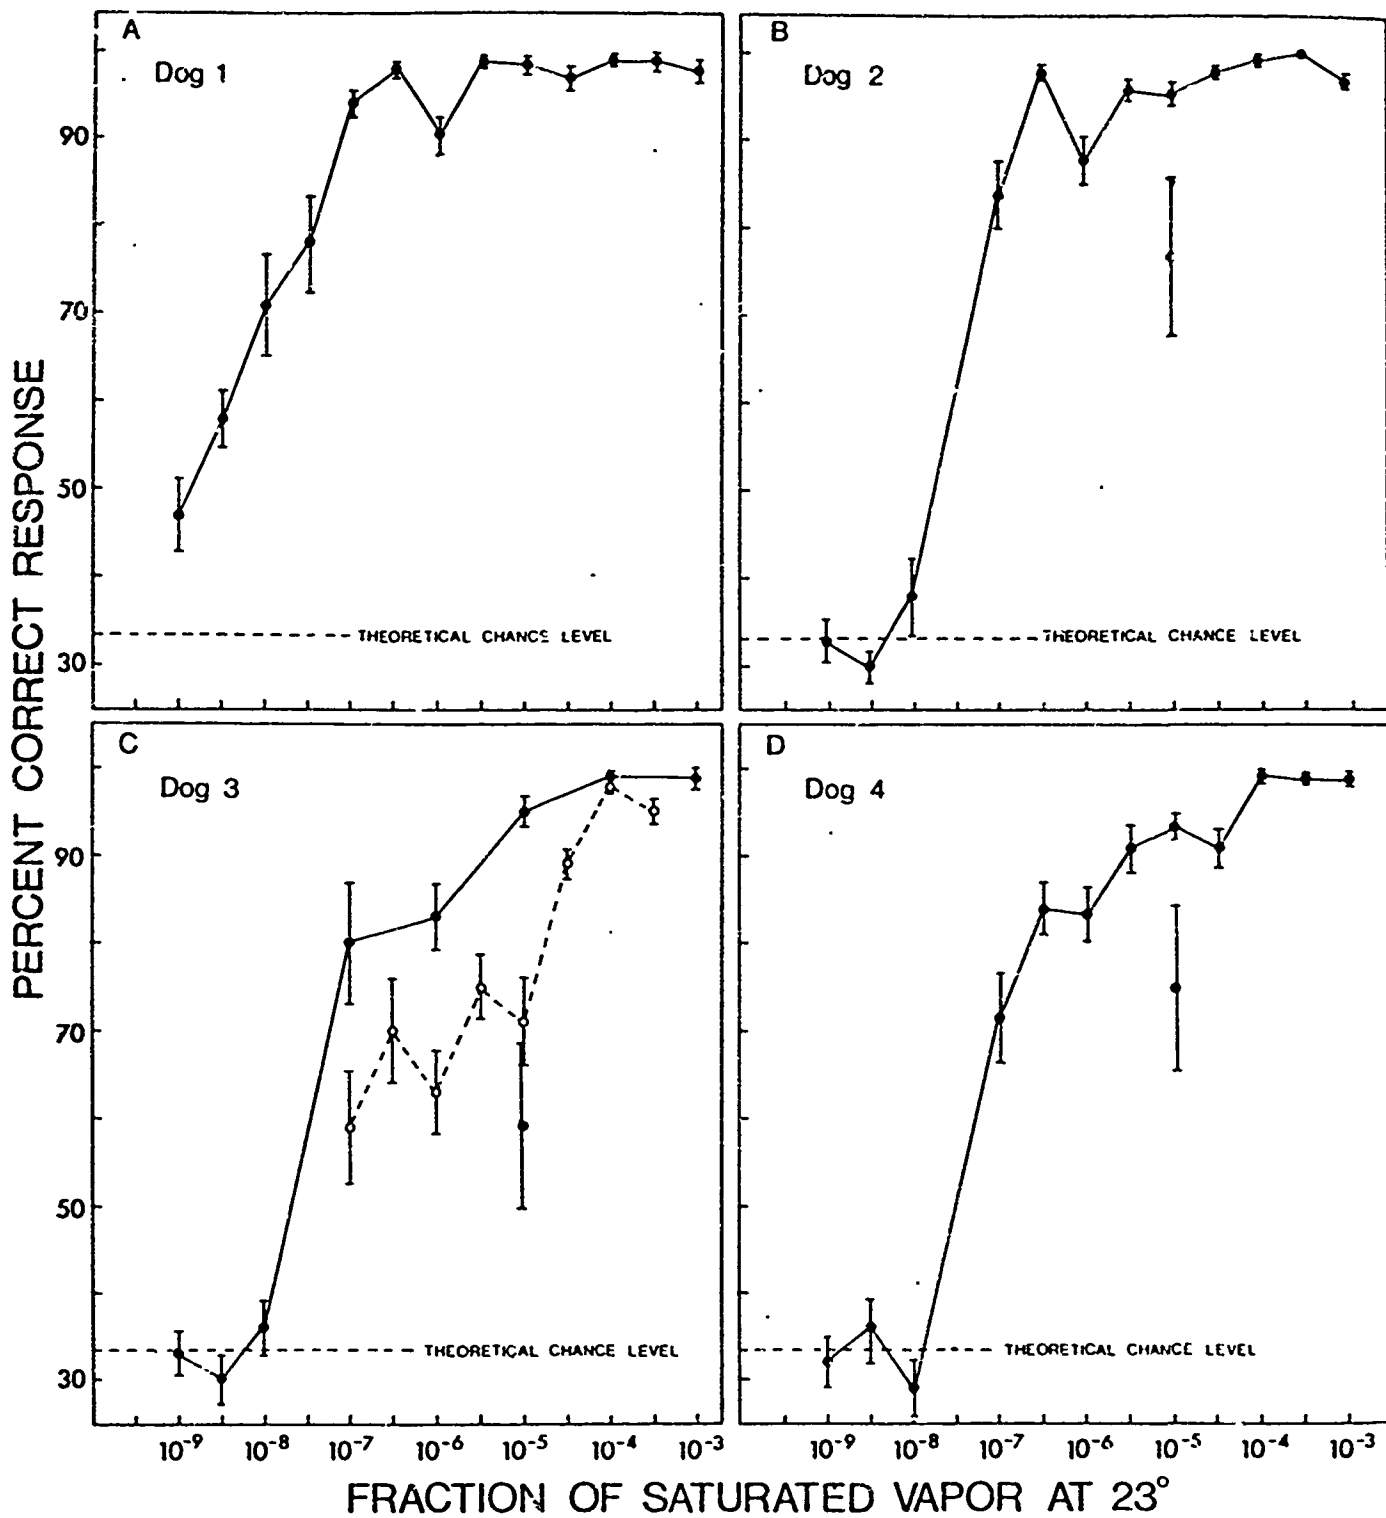 PERCENT CORRECT RESPONSE
A
Dog 1
90
70
50
30
THEORETICAL CHANCE LEVEL
B
Dog 2
THEORETICAL CHANCE LEVEL
C
Dog 3
90
70
50
30
THEORETICAL CHANCE LEVEL
10⁻⁹ 10⁻⁸ 10⁻⁷ 10⁻⁶ 10⁻⁵ 10⁻⁴ 10⁻³
D
Dog 4
THEORETICAL CHANCE LEVEL
10⁻⁹ 10⁻⁸ 10⁻⁷ 10⁻⁶ 10⁻⁵ 10⁻⁴ 10⁻³
FRACTION OF SATURATED VAPOR AT 23°